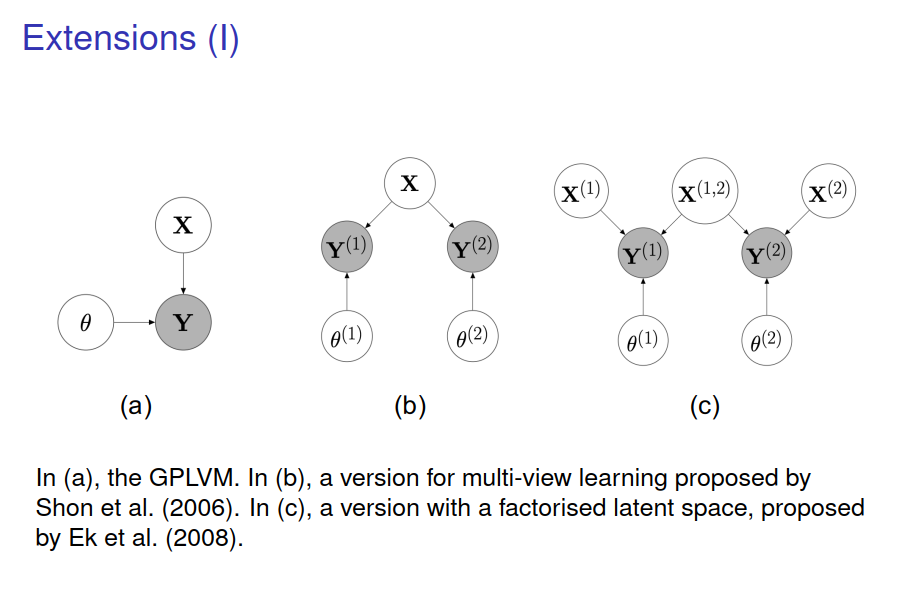 Extensions (I)
X
θ
Y
(a)
X
Y(1)
Y(2)
θ(1)
θ(2)
(b)
X(1)
X(1,2)
X(2)
Y(1)
Y(2)
θ(1)
θ(2)
(c)
In (a), the GPLVM. In (b), a version for multi-view learning proposed by
Shon et al. (2006). In (c), a version with a factorised latent space, proposed
by Ek et al. (2008).